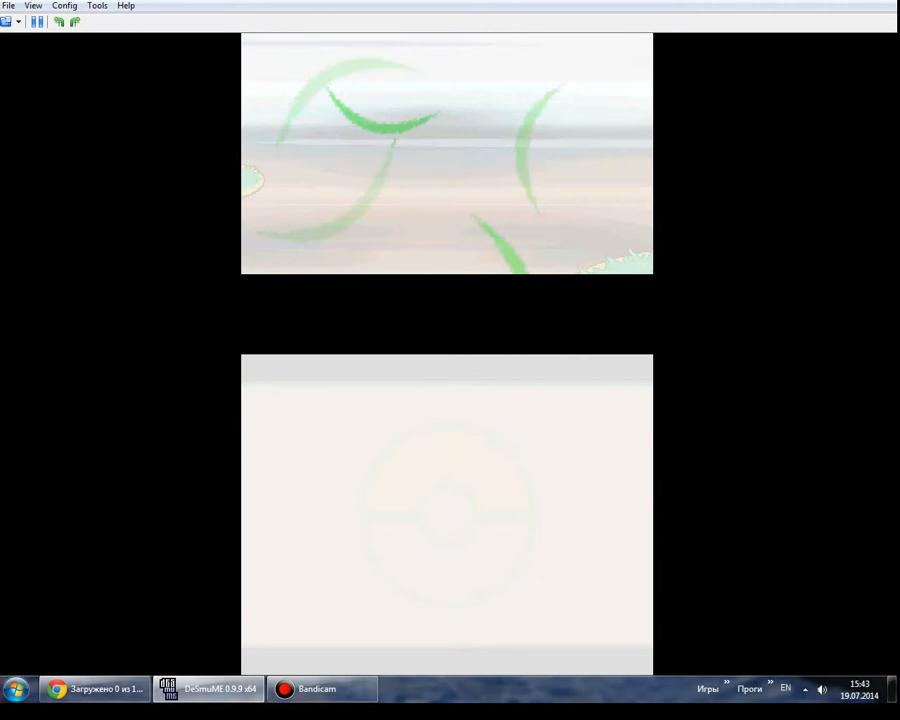 File View Config Tools Help
Загружено 0 из 1... DeSmuME 0.9.9 x64 Bandicam Игры » Проги » EN 15:43
19.07.2014